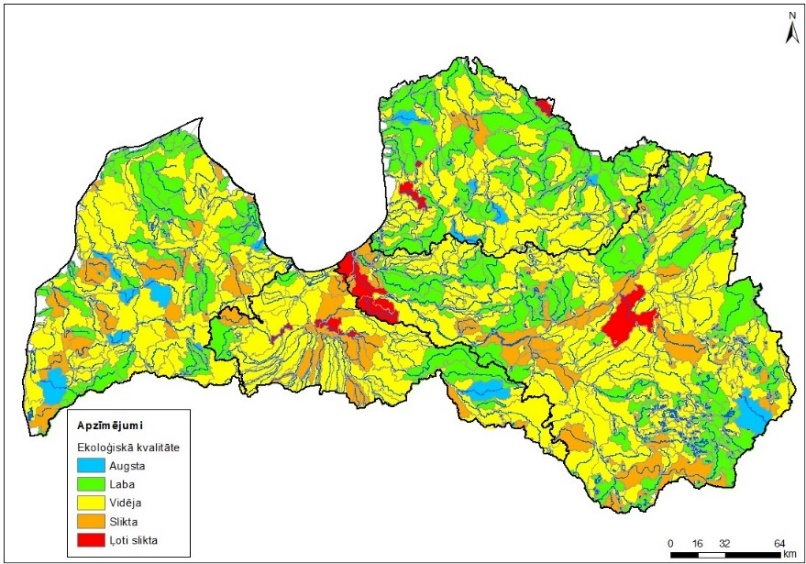 N
Apzīmējumi
Ekoloģiskā kvalitāte
Augsta
Laba
Vidēja
Slikta
Ļoti slikta
0 16 32 64
km